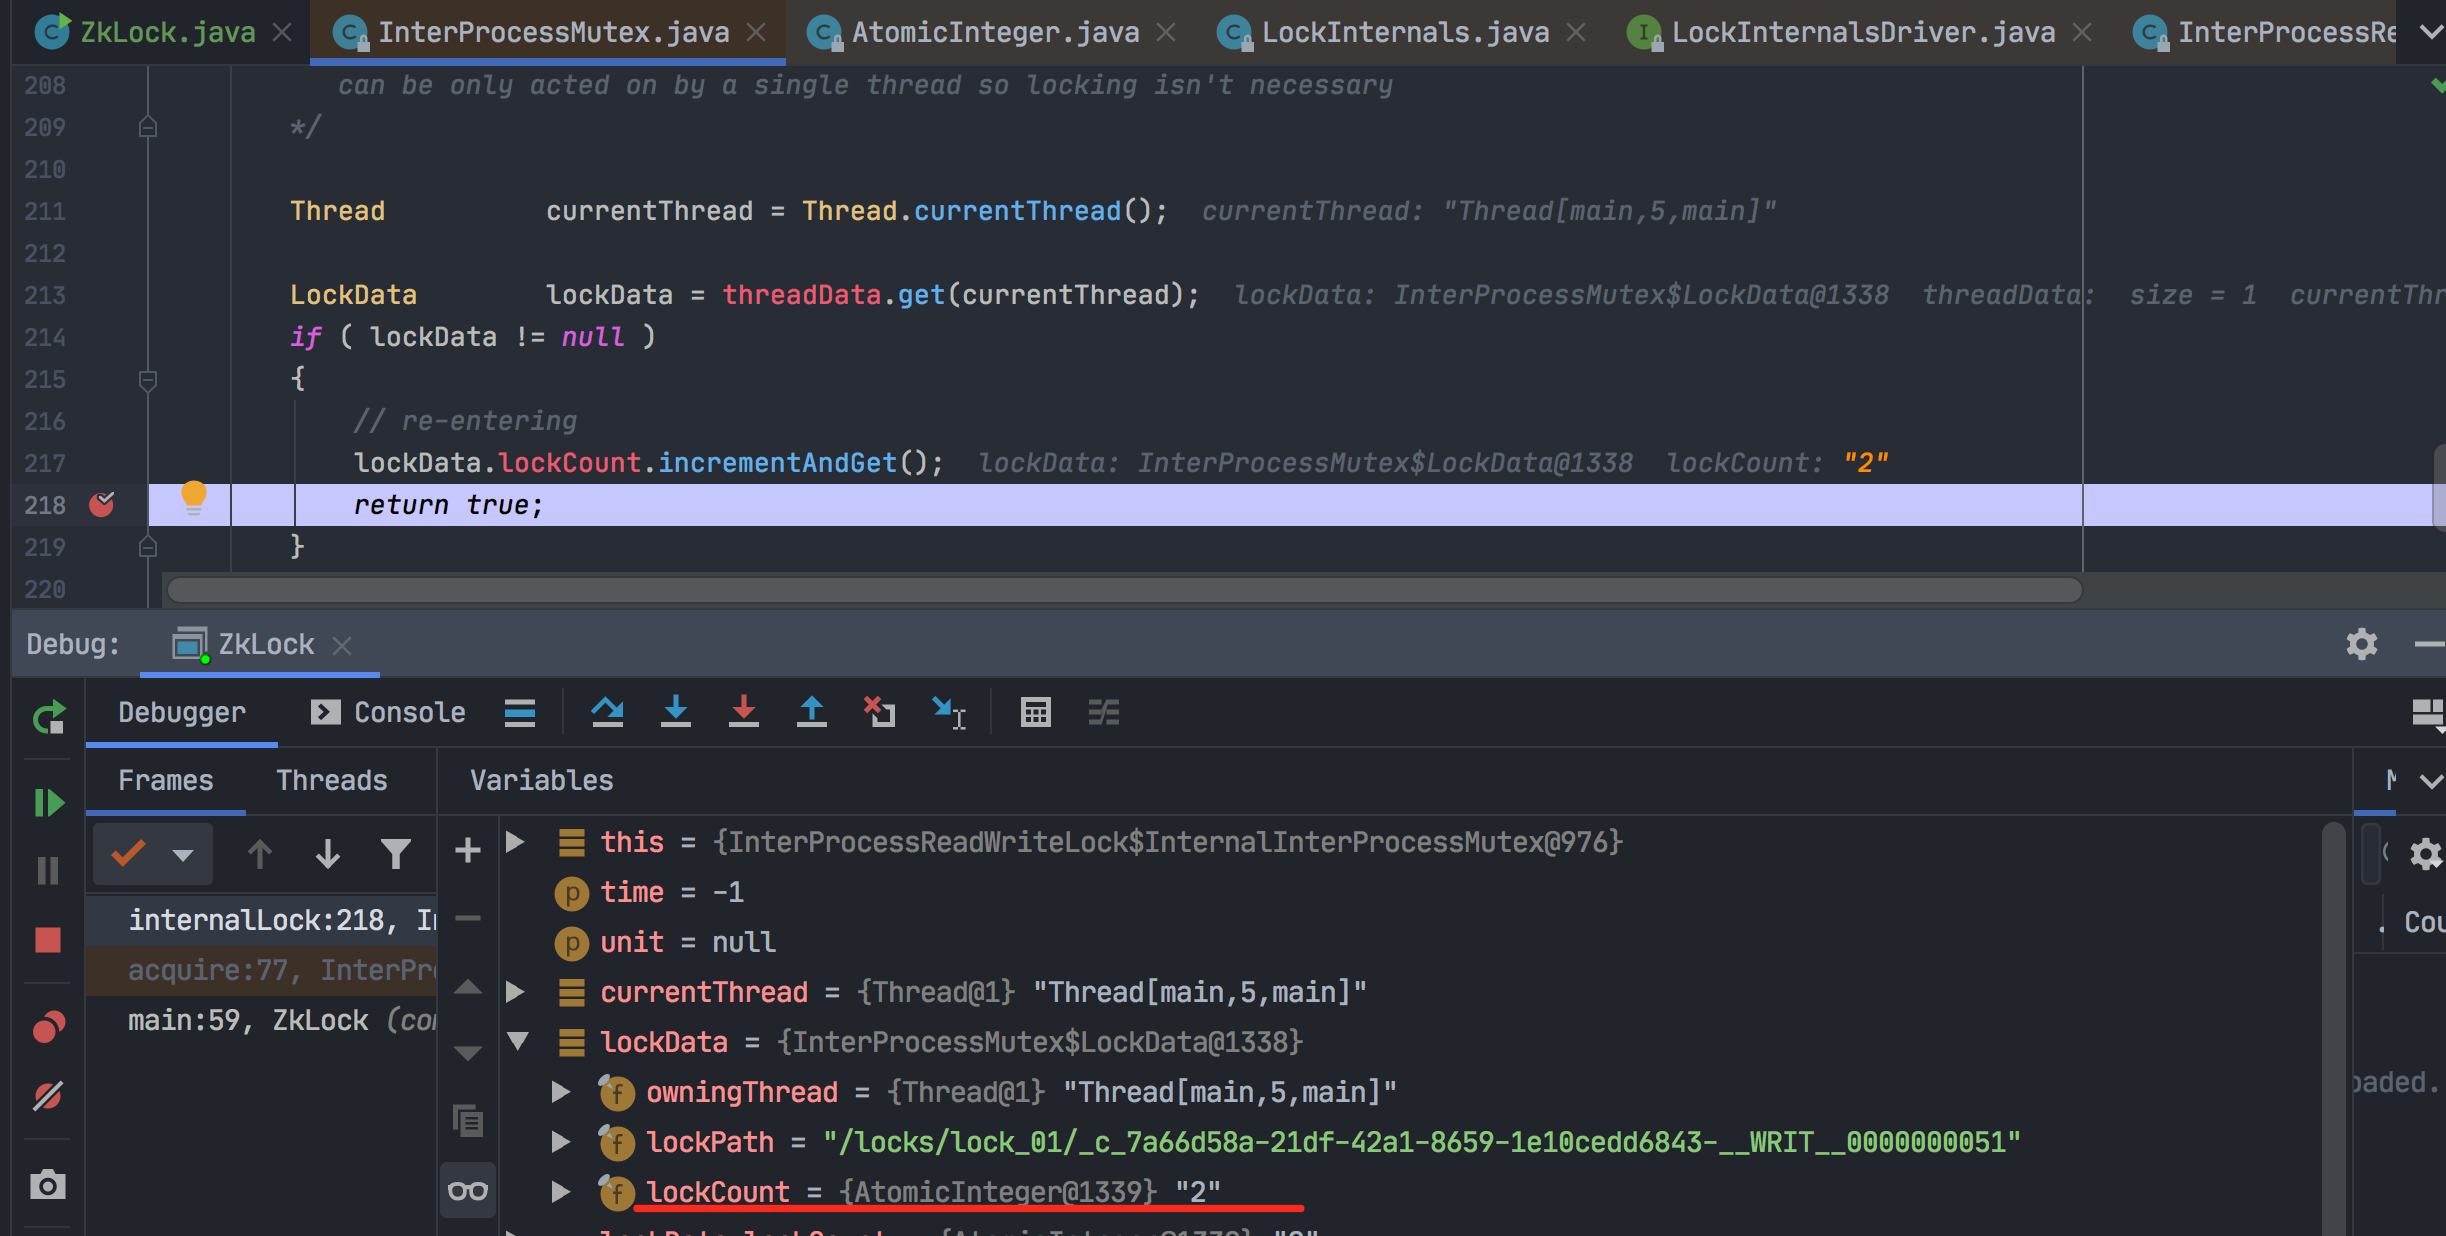 ZkLock.java InterProcessMutex.java AtomicInteger.java LockInternals.java LockInternalsDriver.java InterProcessRe
208 can be only acted on by a single thread so locking isn't necessary
209 */
210
211 Thread currentThread = Thread.currentThread(); currentThread: "Thread[main,5,main]"
212
213 LockData lockData = threadData.get(currentThread); lockData: InterProcessMutex$LockData@1338 threadData: size = 1 currentThr
214 if ( lockData != null )
215 {
216 // re-entering
217 lockData.lockCount.incrementAndGet(); lockData: InterProcessMutex$LockData@1338 lockCount: "2"
218 return true;
219 }
220
Debug: ZkLock
Debugger Console
Frames Threads Variables
this = {InterProcessReadWriteLock$InternalInterProcessMutex@976}
time = -1
unit = null
internalLock:218, In
acquire:77, InterPro
main:59, ZkLock (con
currentThread = {Thread@1} "Thread[main,5,main]"
lockData = {InterProcessMutex$LockData@1338}
owningThread = {Thread@1} "Thread[main,5,main]"
lockPath = "/locks/lock_01/_c_7a66d58a-21df-42a1-8659-1e10cedd6843-__WRIT__0000000051"
lockCount = {AtomicInteger@1339} "2"
Cou
oaded.